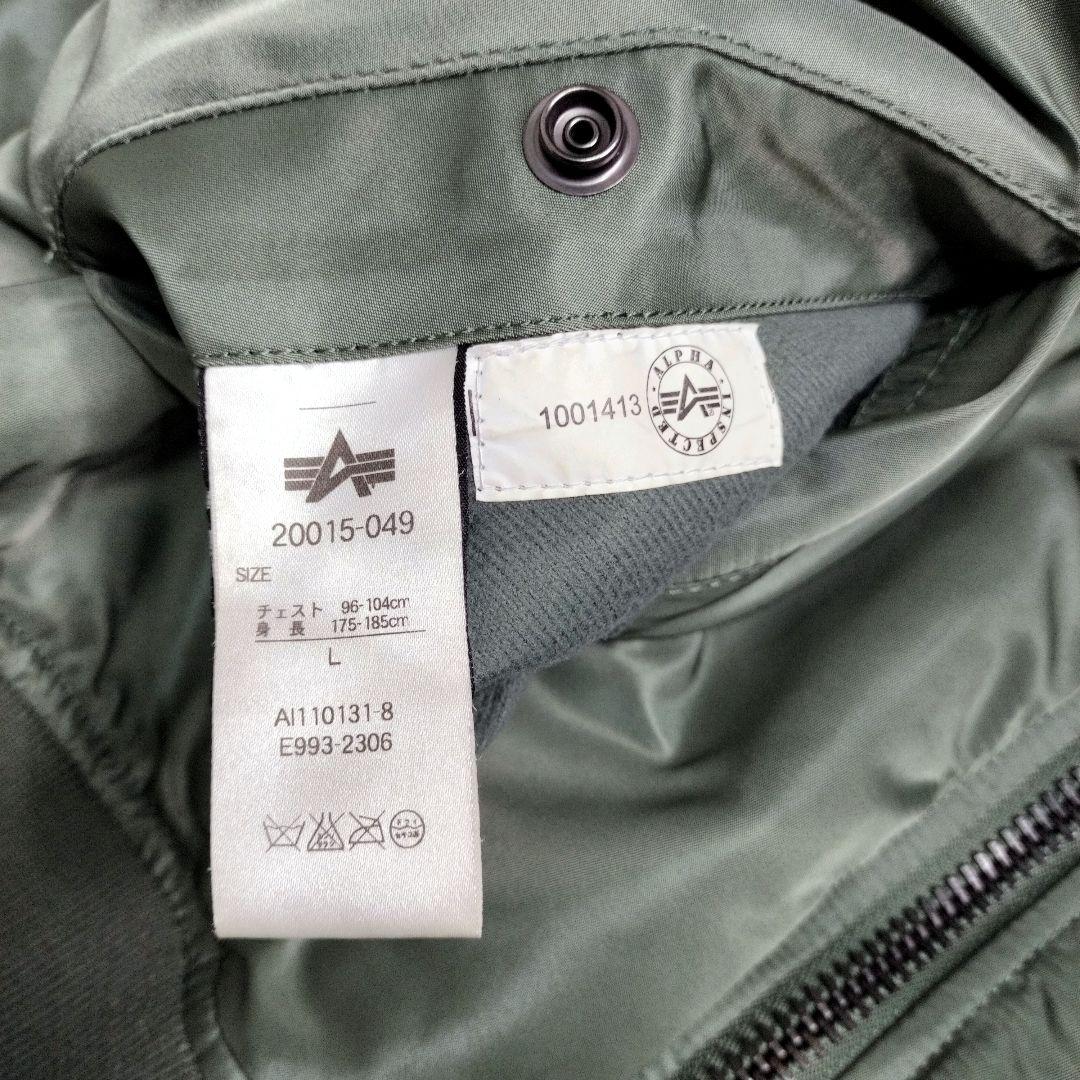 20015-049
SIZE
チェスト 96-104cm
身 長 175-185cm
L
AI110131-8
E993-2306
1001413
ALPHA INSPECTED